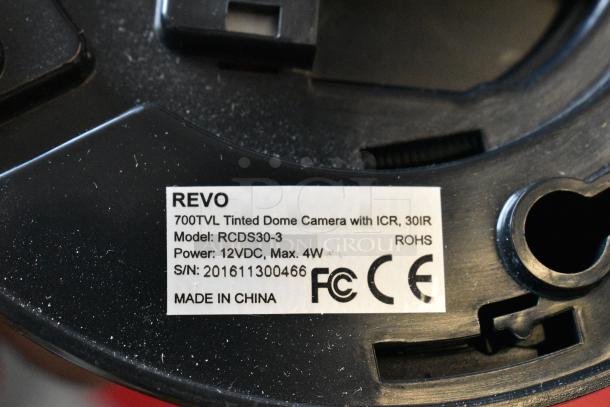 REVO
700TVL Tinted Dome Camera with ICR, 30IR
Model: RCDS30-3 ROHS
Power: 12VDC, Max. 4W
S/N: 201611300466 FC CE
MADE IN CHINA